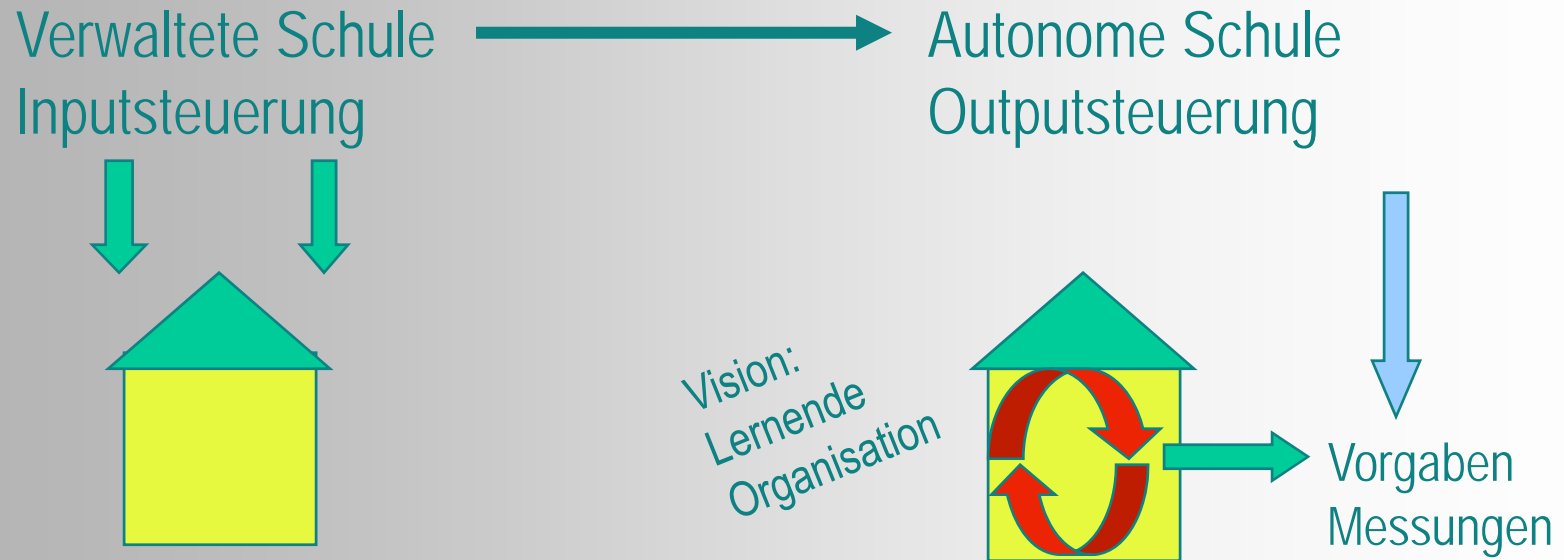 Verwaltete Schule
Inputsteuerung
Autonome Schule
Outputsteuerung
Vision:
Lernende
Organisation
Vorgaben
Messungen